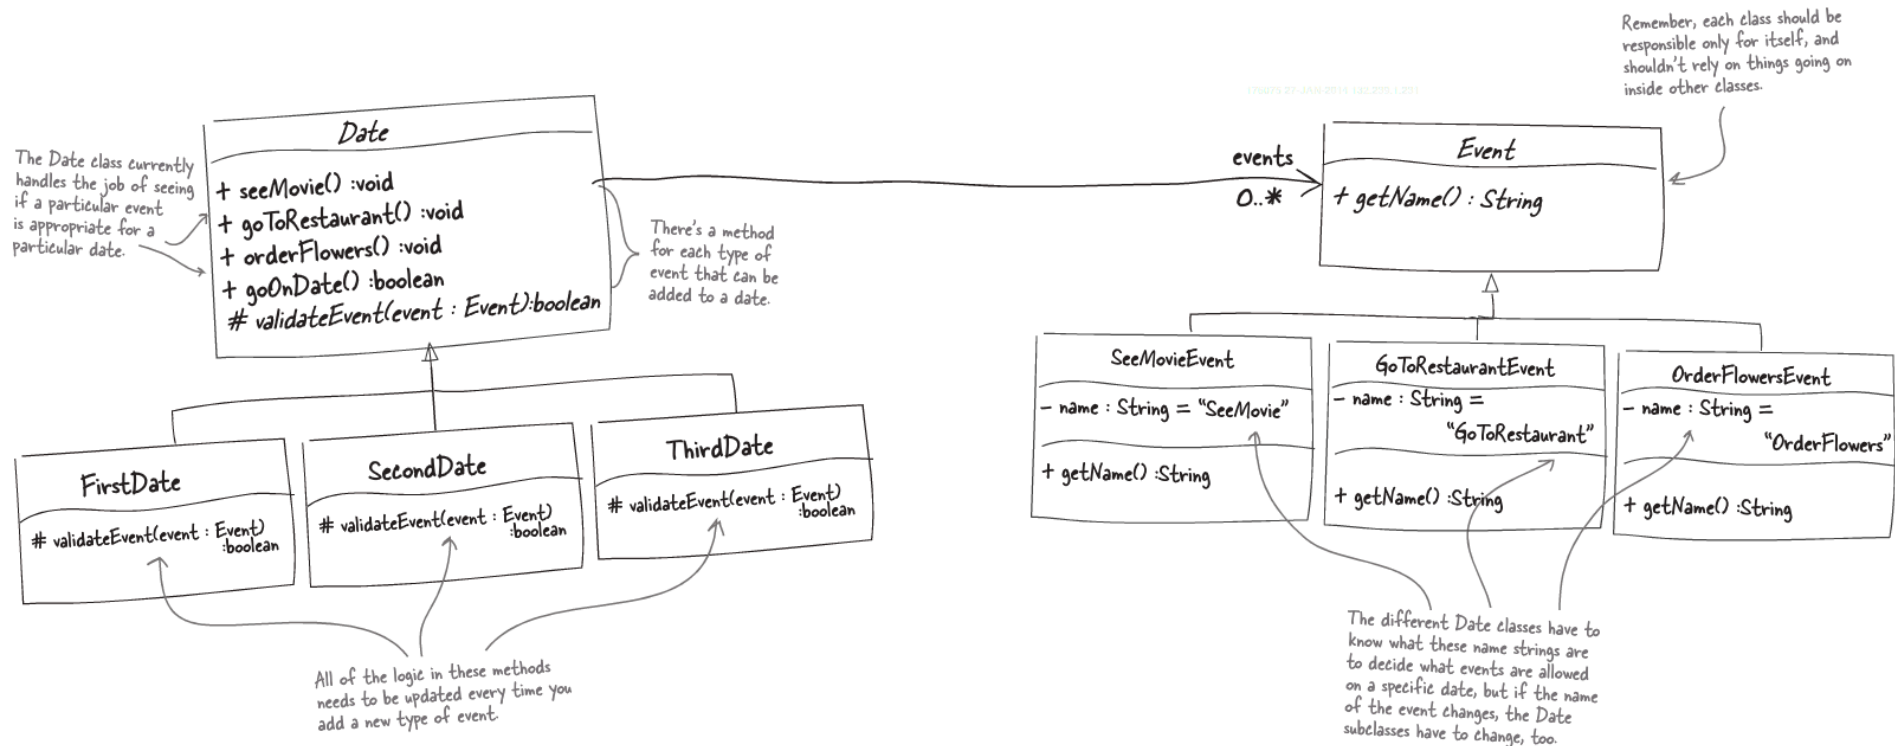 Remember, each class should be
responsible only for itself, and
shouldn't rely on things going on
inside other classes.
Date
+ seeMovie() :void
+ goToRestaurant() :void
+ orderFlowers() :void
+ goOnDate() :boolean
# validateEvent(event : Event):boolean
The Date class currently
handles the job of seeing
if a particular event
is appropriate for a
particular date.
There's a method
for each type of
event that can be
added to a date.
events
0..*
Event
+ getName() : String
FirstDate
# validateEvent(event : Event)
:boolean
SecondDate
# validateEvent(event : Event)
:boolean
ThirdDate
# validateEvent(event : Event)
:boolean
SeeMovieEvent
- name : String = "SeeMovie"
+ getName() :String
GoToRestaurantEvent
- name : String =
"GoToRestaurant"
+ getName() :String
OrderFlowersEvent
- name : String =
"OrderFlowers"
+ getName() :String
All of the logic in these methods
needs to be updated every time you
add a new type of event.
The different Date classes have to
know what these name strings are
to decide what events are allowed
on a specific date, but if the name
of the event changes, the Date
subclasses have to change, too.